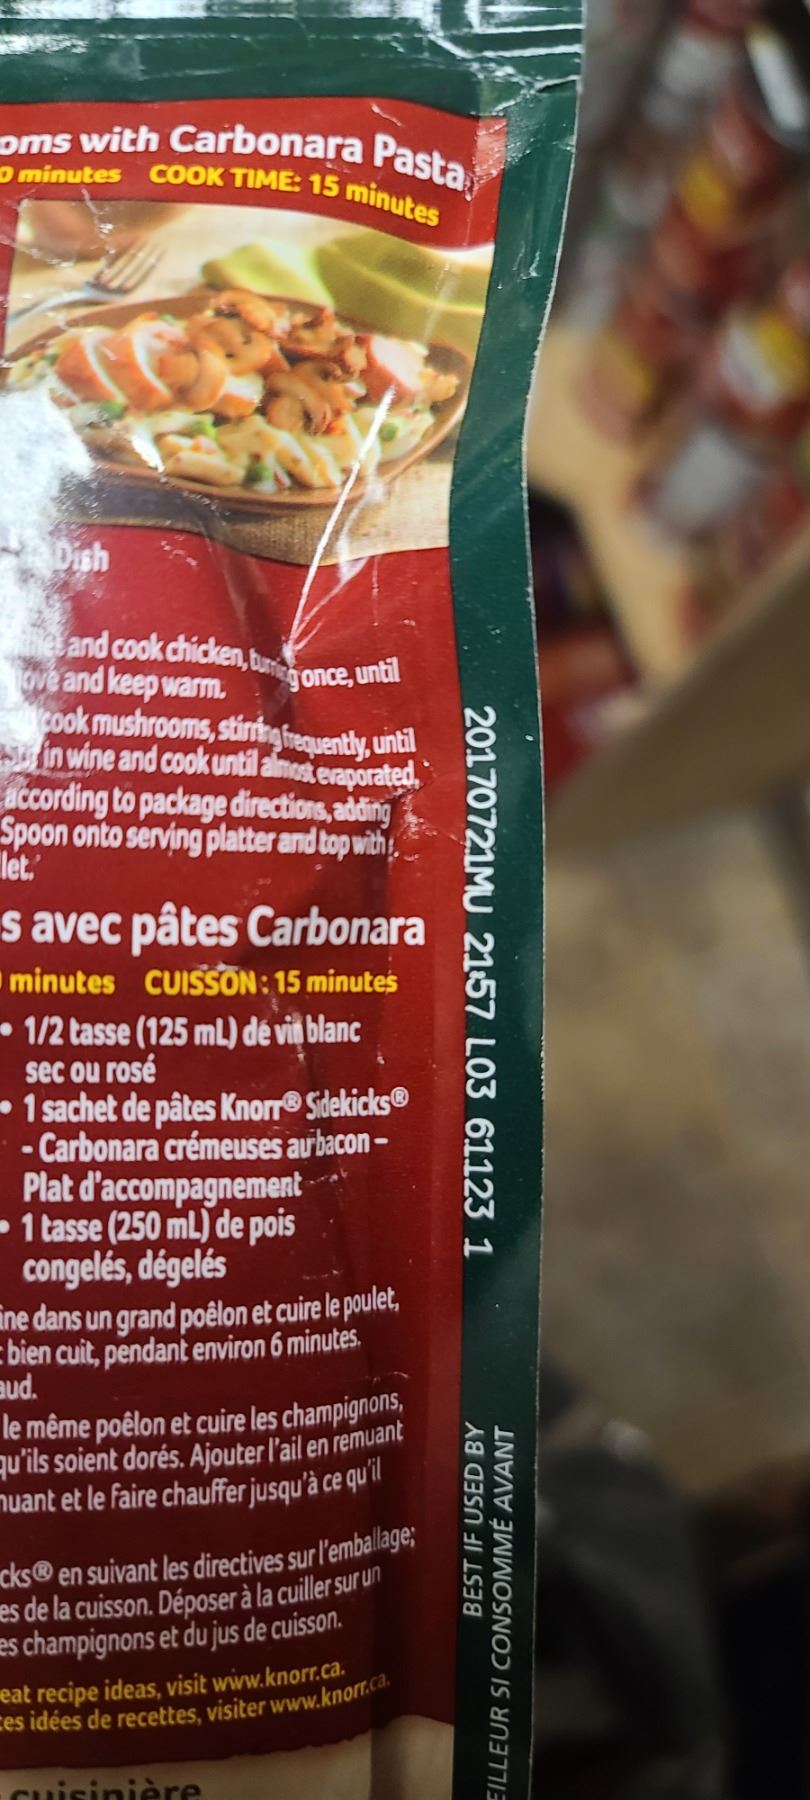 oms with Carbonara Pasta
0 minutes COOK TIME: 15 minutes
Dish
and cook chicken, turning once, until
and keep warm.
cook mushrooms, stirring frequently, until
in wine and cook until almost evaporated.
according to package directions, adding
Spoon onto serving platter and top with
let.
s avec pâtes Carbonara
minutes CUISSON : 15 minutes
• 1/2 tasse (125 mL) de vin blanc
sec ou rosé
• 1 sachet de pâtes Knorr® Sidekicks®
- Carbonara crémeuses au bacon –
Plat d'accompagnement
• 1 tasse (250 mL) de pois
congelés, dégelés
ine dans un grand poêlon et cuire le poulet,
t bien cuit, pendant environ 6 minutes.
aud.
le même poêlon et cuire les champignons,
qu'ils soient dorés. Ajouter l'ail en remuant
nuant et le faire chauffer jusqu'à ce qu'il
cks® en suivant les directives sur l'emballage;
es de la cuisson. Déposer à la cuiller sur un
es champignons et du jus de cuisson.
eat recipe ideas, visit www.knorr.ca.
tes idées de recettes, visiter www.knorr.ca.
cuisinière
20170721MU 21:57 L03 61123 1
BEST IF USED BY
EILLEUR SI CONSOMMÉ AVANT